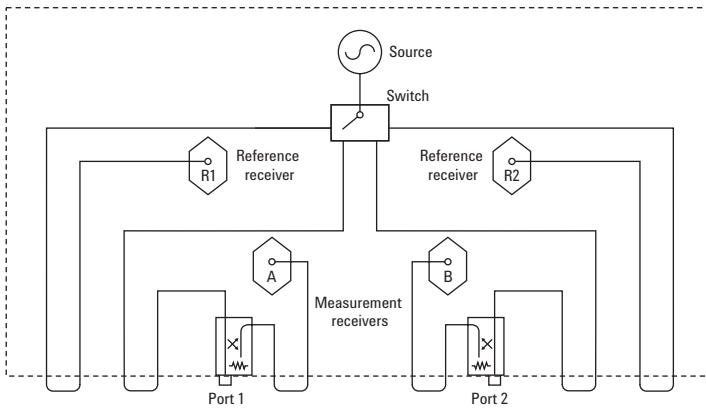 Source
Switch
Reference
receiver
R1
Reference
receiver
R2
A
B
Measurement
receivers
Port 1
Port 2